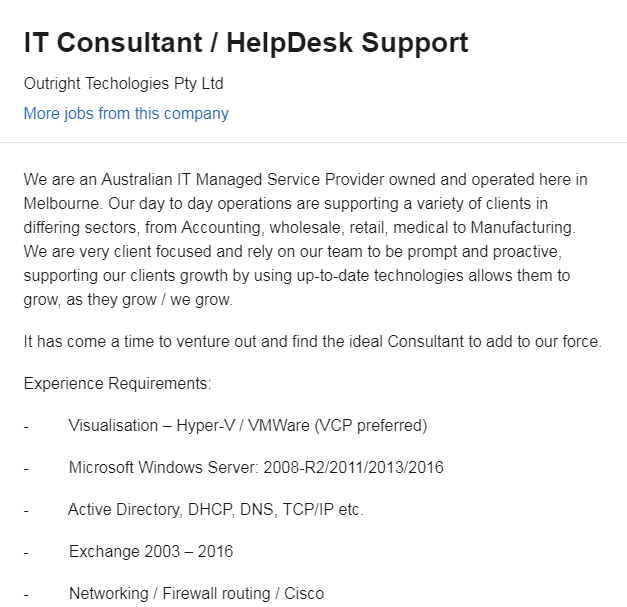 IT Consultant / HelpDesk Support
Outright Techologies Pty Ltd
More jobs from this company
We are an Australian IT Managed Service Provider owned and operated here in
Melbourne. Our day to day operations are supporting a variety of clients in
differing sectors, from Accounting, wholesale, retail, medical to Manufacturing.
We are very client focused and rely on our team to be prompt and proactive,
supporting our clients growth by using up-to-date technologies allows them to
grow, as they grow / we grow.
It has come a time to venture out and find the ideal Consultant to add to our force.
Experience Requirements:
- Visualisation – Hyper-V / VMWare (VCP preferred)
- Microsoft Windows Server: 2008-R2/2011/2013/2016
- Active Directory, DHCP, DNS, TCP/IP etc.
- Exchange 2003 – 2016
- Networking / Firewall routing / Cisco